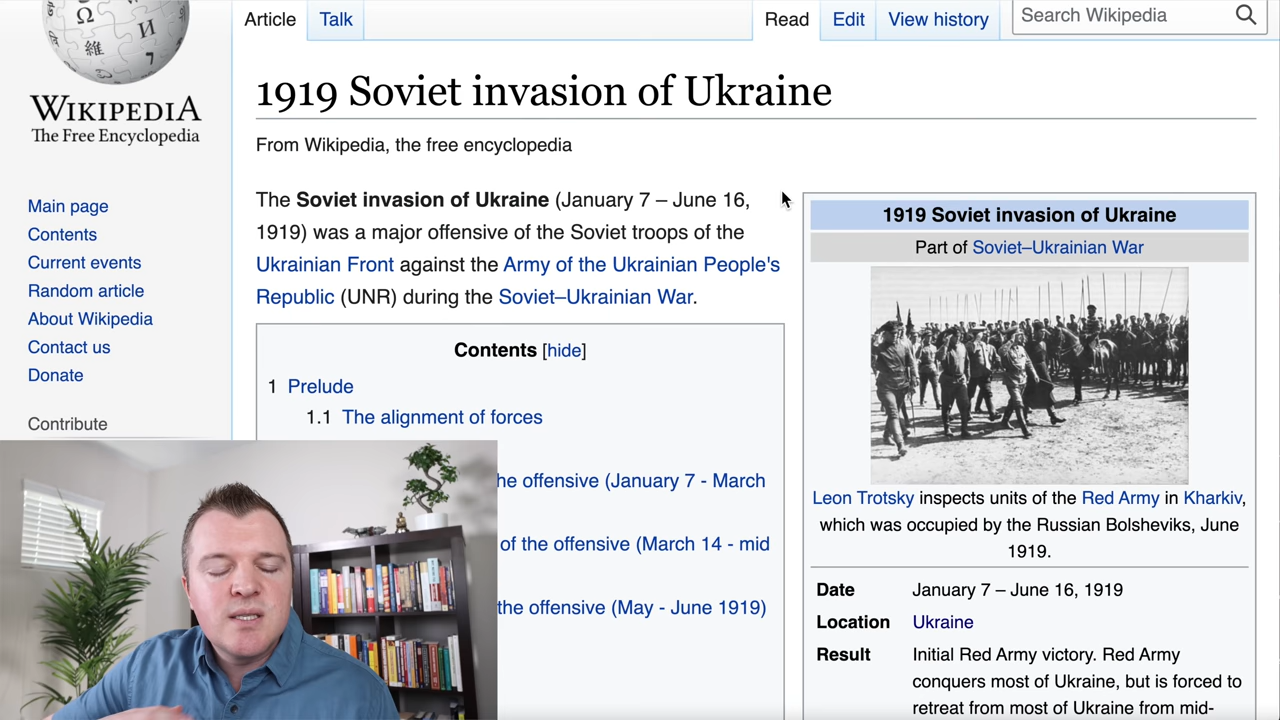 Article
Talk
Read
Edit
View history
Search Wikipedia
WIKIPEDIA
The Free Encyclopedia
Main page
Contents
Current events
Random article
About Wikipedia
Contact us
Donate
Contribute
1919 Soviet invasion of Ukraine
From Wikipedia, the free encyclopedia
The Soviet invasion of Ukraine (January 7 – June 16,
1919) was a major offensive of the Soviet troops of the
Ukrainian Front against the Army of the Ukrainian People's
Republic (UNR) during the Soviet–Ukrainian War.
Contents [hide]
1 Prelude
1.1 The alignment of forces
he offensive (January 7 - March
of the offensive (March 14 - mid
the offensive (May - June 1919)
1919 Soviet invasion of Ukraine
Part of Soviet–Ukrainian War
Leon Trotsky inspects units of the Red Army in Kharkiv,
which was occupied by the Russian Bolsheviks, June
1919.
Date January 7 – June 16, 1919
Location Ukraine
Result Initial Red Army victory. Red Army
conquers most of Ukraine, but is forced to
retreat from most of Ukraine from mid-